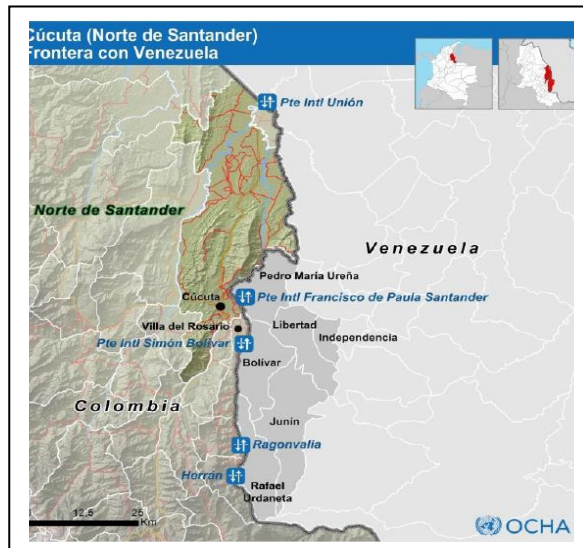 Cúcuta (Norte de Santander)
Frontera con Venezuela
Pte Intl Unión
Norte de Santander
Venezuela
Pedro María Ureña
Cúcuta
Pte Intl Francisco de Paula Santander
Villa del Rosario
Libertad
Independencia
Pte Intl Simón Bolívar
Bolívar
Colombia
Junín
Ragonvalia
Herrán
Rafael
Urdaneta
12.5 25
Km
OCHA